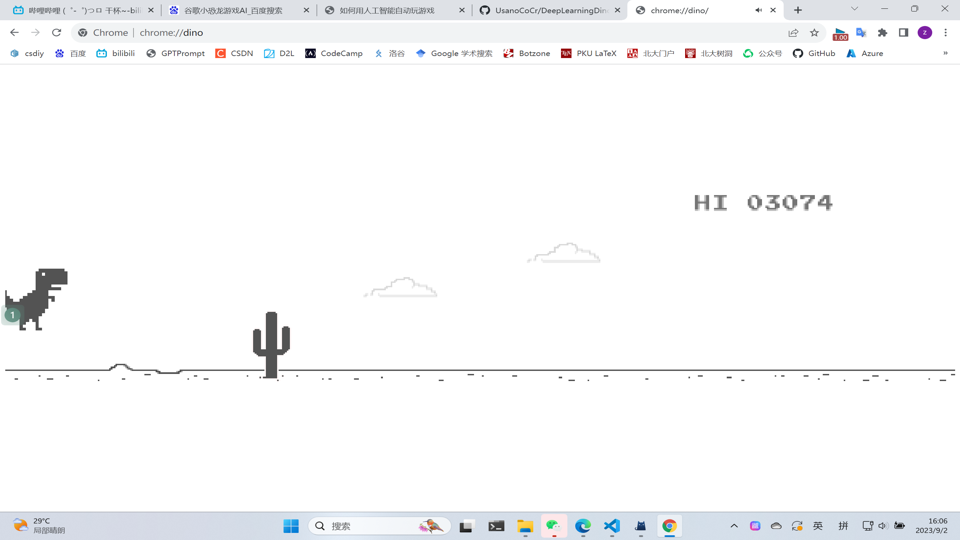 哔哩哔哩 (゜-゜)つロ 干杯~-bili
谷歌小恐龙游戏AI_百度搜索
如何用人工智能自动玩游戏
UsanoCoCr/DeepLearningDin
chrome://dino/
Chrome | chrome://dino
1.00
z
csdiy
百度
bilibili
GPTPrompt
CSDN
D2L
CodeCamp
洛谷
Google 学术搜索
Botzone
PKU LaTeX
北大门户
北大树洞
公众号
GitHub
Azure
»
HI 03074
1
29°C
局部晴朗
搜索
英
拼
16:06
2023/9/2